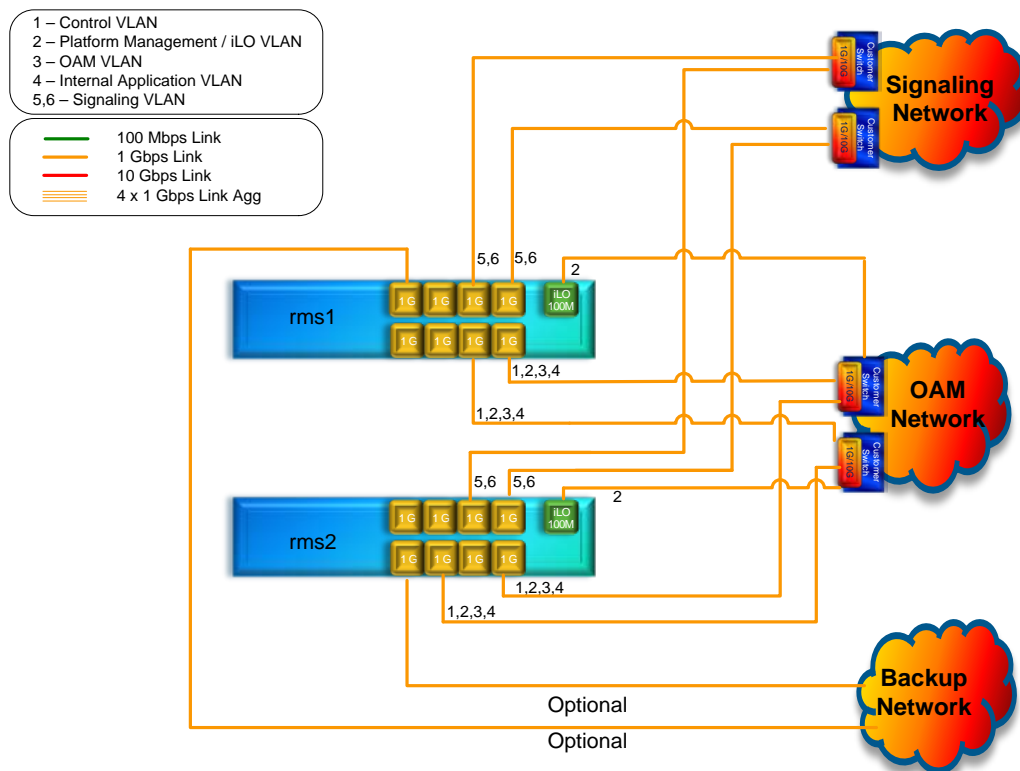 1 – Control VLAN
2 – Platform Management / iLO VLAN
3 – OAM VLAN
4 – Internal Application VLAN
5,6 – Signaling VLAN
100 Mbps Link
1 Gbps Link
10 Gbps Link
4 x 1 Gbps Link Agg
1G/10G
Customer
Switch
Signaling
Network
1G/10G
Customer
Switch
5,6
5,6
2
rms1
1 G
1 G
1 G
1 G
iLO
100M
1 G
1 G
1 G
1 G
1,2,3,4
1,2,3,4
1G/10G
Customer
Switch
OAM
Network
1G/10G
Customer
Switch
5,6
5,6
2
rms2
1 G
1 G
1 G
1 G
iLO
100M
1 G
1 G
1 G
1 G
1,2,3,4
1,2,3,4
Backup
Network
Optional
Optional